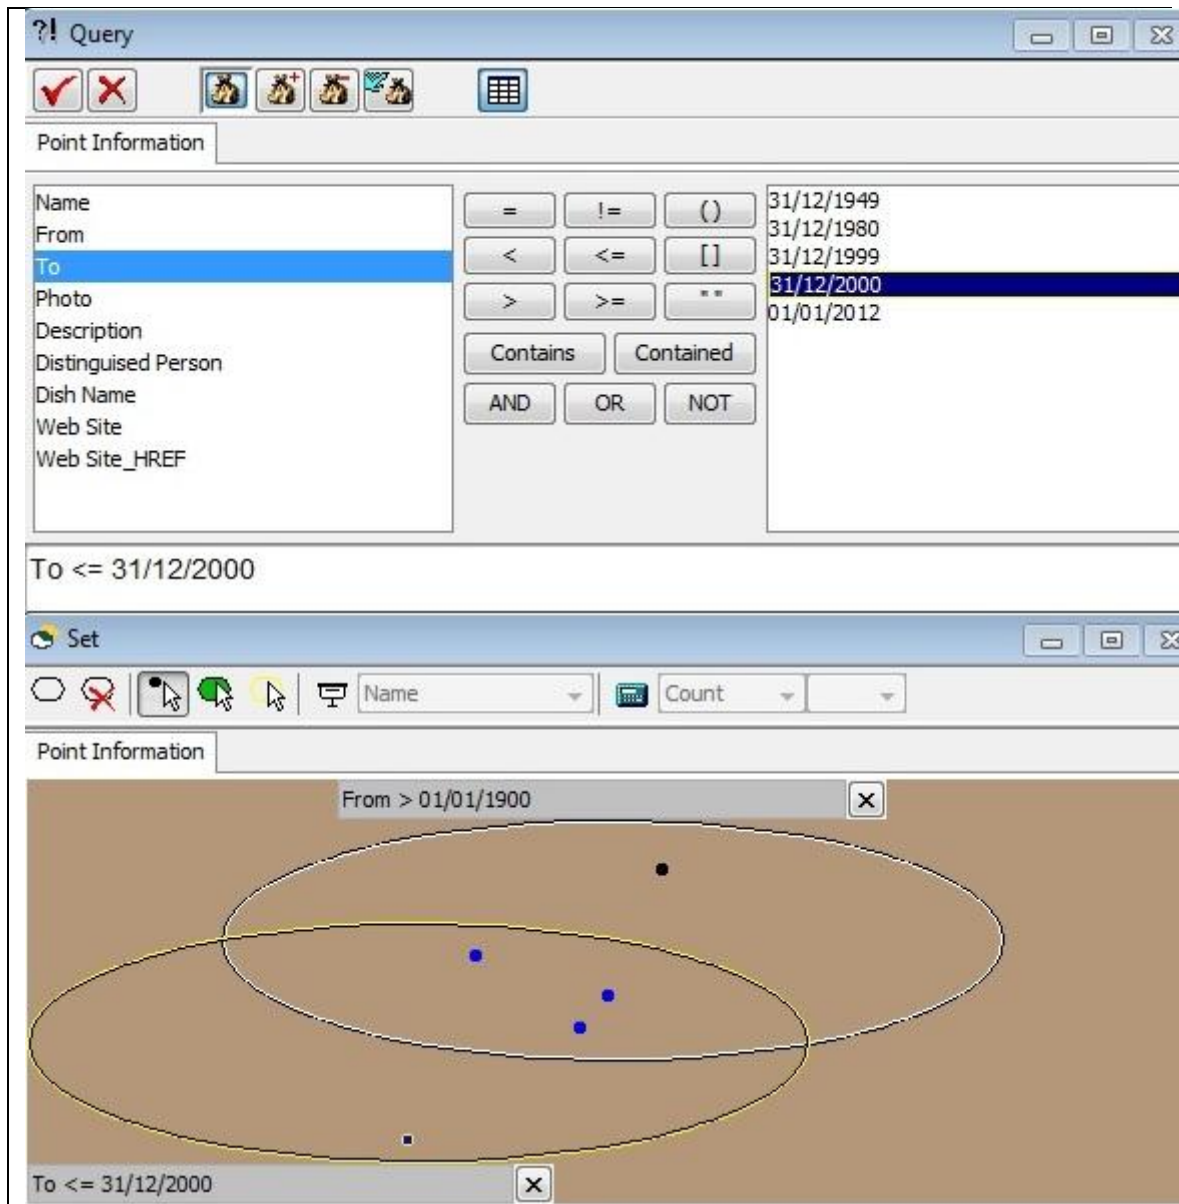 ?! Query
Point Information
Name
From
To
Photo
Description
Distinguised Person
Dish Name
Web Site
Web Site_HREF
= != ()
< <= []
> >= " "
Contains Contained
AND OR NOT
31/12/1949
31/12/1980
31/12/1999
31/12/2000
01/01/2012
To <= 31/12/2000
Set
Name Count
Point Information
From > 01/01/1900
To <= 31/12/2000